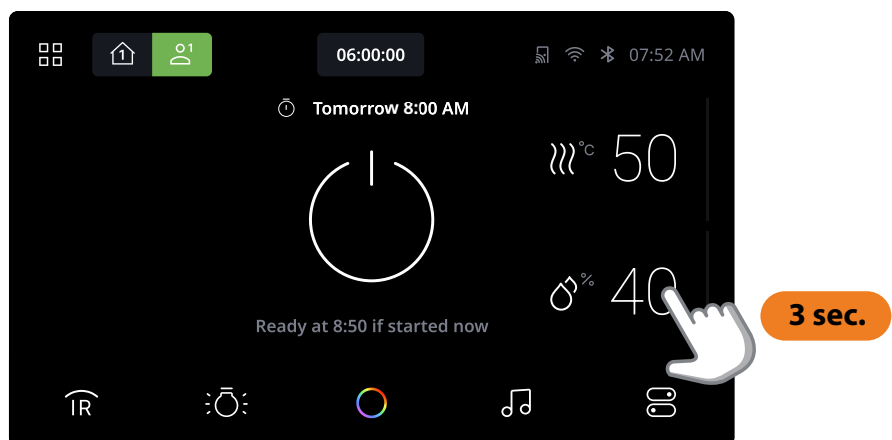 1
1
06:00:00
07:52 AM
Tomorrow 8:00 AM
°C 50
% 40
3 sec.
Ready at 8:50 if started now
IR